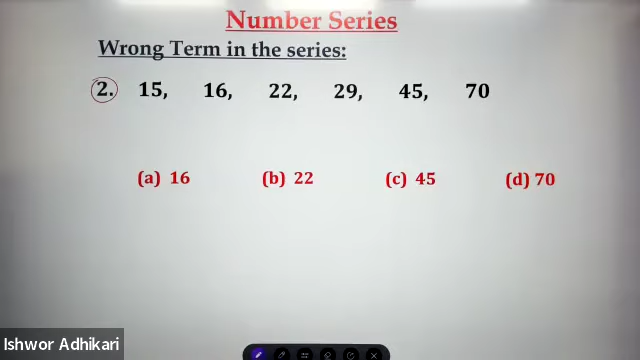 Number Series
Wrong Term in the series:
2. 15, 16, 22, 29, 45, 70
(a) 16 (b) 22 (c) 45 (d) 70
Ishwor Adhikari